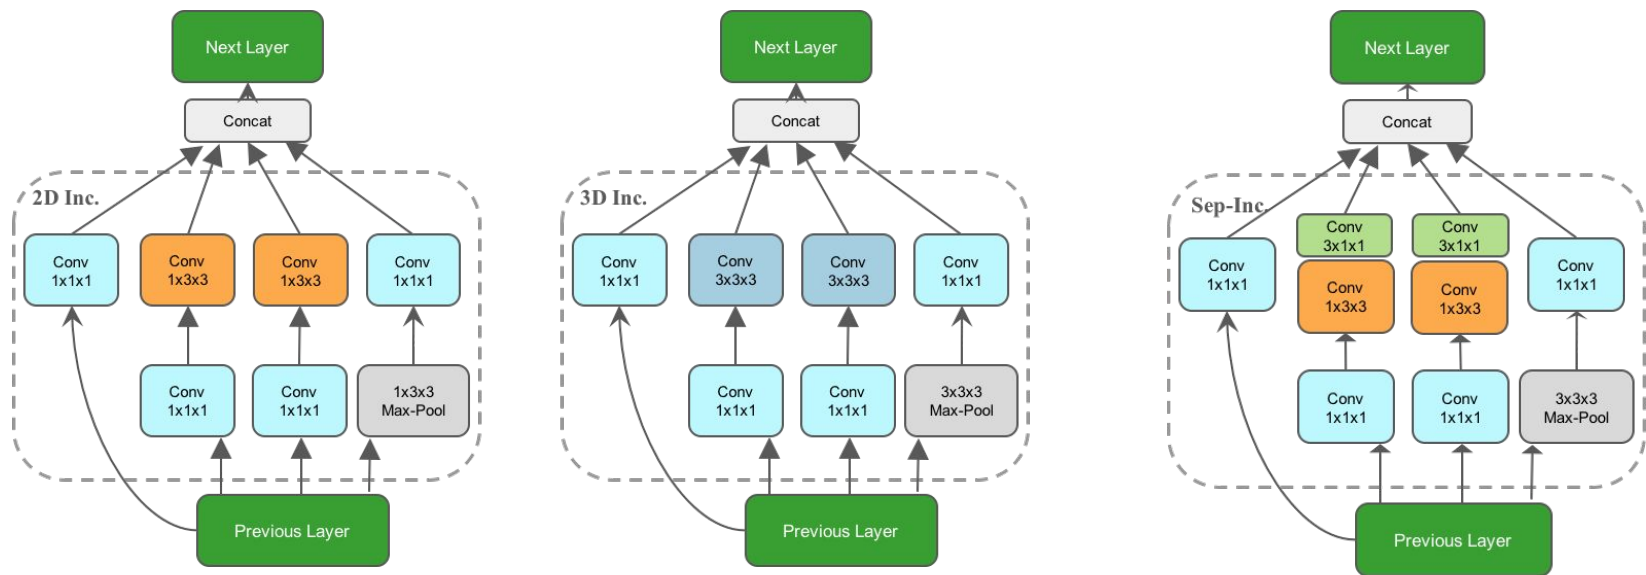 Next Layer
Concat
2D Inc.
Conv
1x1x1
Conv
1x3x3
Conv
1x3x3
Conv
1x1x1
Conv
1x1x1
Conv
1x1x1
1x3x3
Max-Pool
Previous Layer
Next Layer
Concat
3D Inc.
Conv
1x1x1
Conv
3x3x3
Conv
3x3x3
Conv
1x1x1
Conv
1x1x1
Conv
1x1x1
3x3x3
Max-Pool
Previous Layer
Next Layer
Concat
Sep-Inc.
Conv
1x1x1
Conv
3x1x1
Conv
3x1x1
Conv
1x3x3
Conv
1x3x3
Conv
1x1x1
Conv
1x1x1
Conv
1x1x1
3x3x3
Max-Pool
Previous Layer